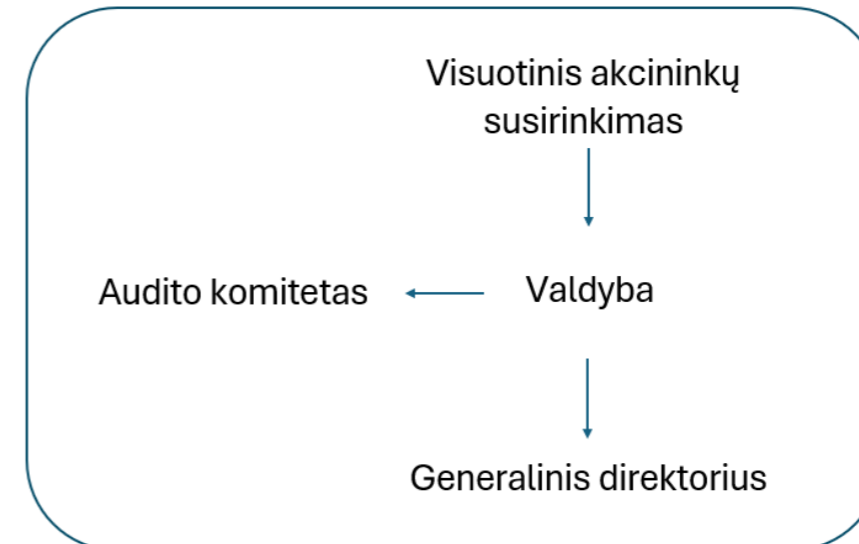 Visuotinis akcininkų
susirinkimas
Audito komitetas
Valdyba
Generalinis direktorius